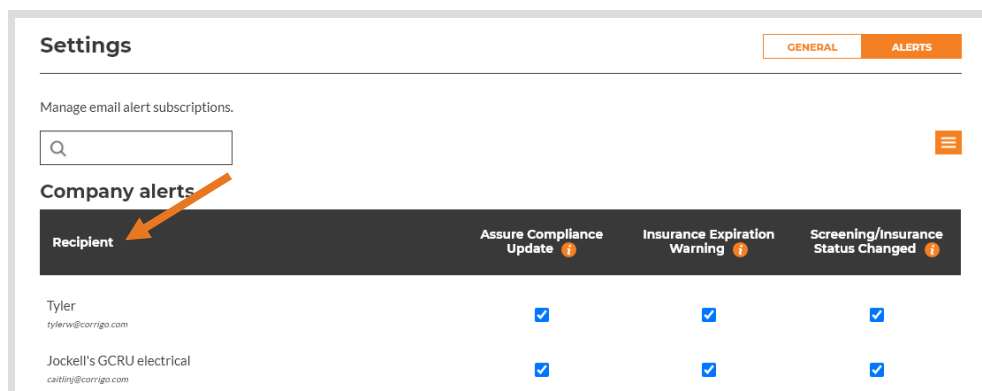 Settings
GENERAL
ALERTS
Manage email alert subscriptions.
Company alerts
Recipient
Assure Compliance
Update i
Insurance Expiration
Warning i
Screening/Insurance
Status Changed i
Tyler
tylerw@corrigo.com
Jockell's GCRU electrical
caitlinj@corrigo.com